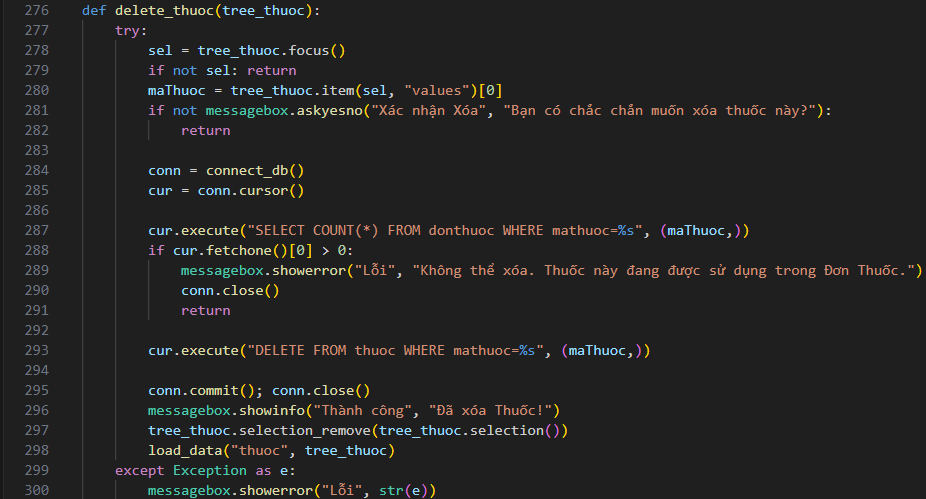 276 def delete_thuoc(tree_thuoc):
277     try:
278         sel = tree_thuoc.focus()
279         if not sel: return
280         maThuoc = tree_thuoc.item(sel, "values")[0]
281         if not messagebox.askyesno("Xác nhận Xóa", "Bạn có chắc chắn muốn xóa thuốc này?"):
282             return
283
284         conn = connect_db()
285         cur = conn.cursor()
286
287         cur.execute("SELECT COUNT(*) FROM donthuoc WHERE mathuoc=%s", (maThuoc,))
288         if cur.fetchone()[0] > 0:
289             messagebox.showerror("Lỗi", "Không thể xóa. Thuốc này đang được sử dụng trong Đơn Thuốc.")
290             conn.close()
291             return
292
293         cur.execute("DELETE FROM thuoc WHERE mathuoc=%s", (maThuoc,))
294
295         conn.commit(); conn.close()
296         messagebox.showinfo("Thành công", "Đã xóa Thuốc!")
297         tree_thuoc.selection_remove(tree_thuoc.selection())
298         load_data("thuoc", tree_thuoc)
299     except Exception as e:
300         messagebox.showerror("Lỗi", str(e))